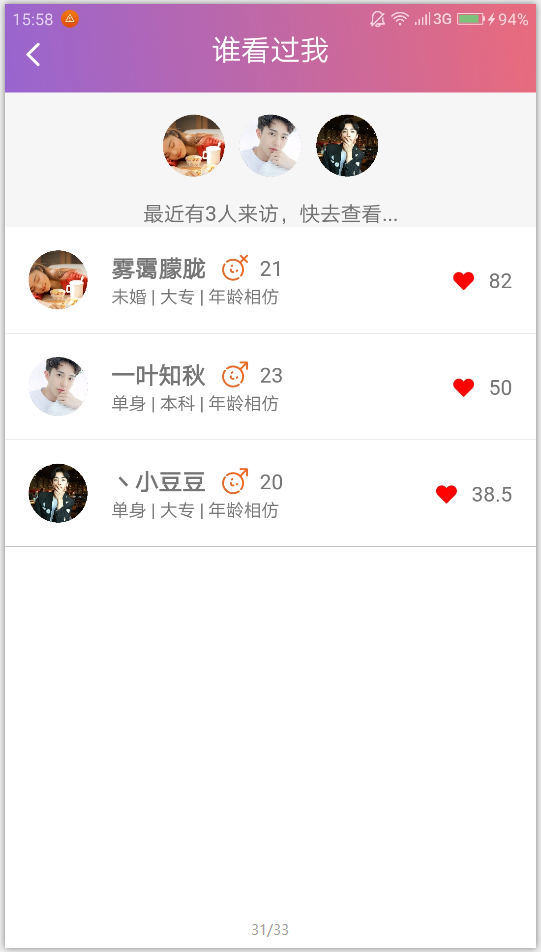 15:58 3G 94%
谁看过我
最近有3人来访，快去查看...
雾霭朦胧 21
82
未婚 | 大专 | 年龄相仿
一叶知秋 23
50
单身 | 本科 | 年龄相仿
丶小豆豆 20
38.5
单身 | 大专 | 年龄相仿
31/33